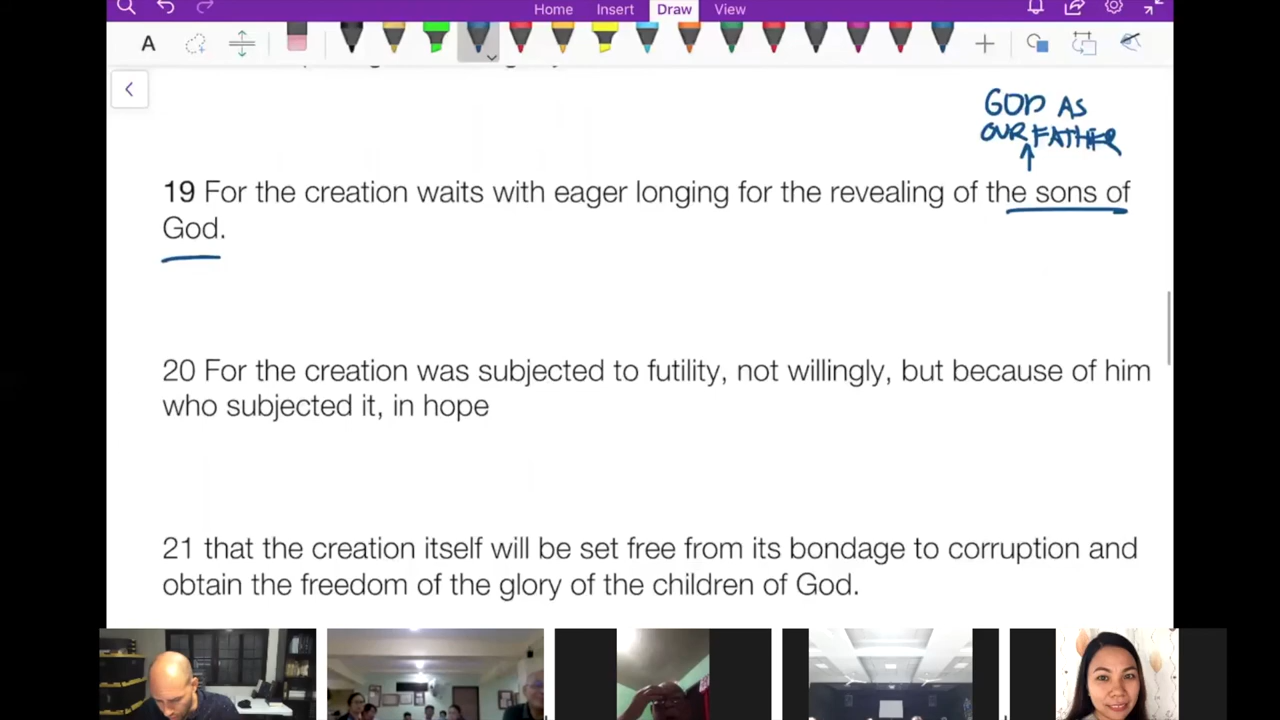 Home Insert Draw View
A
GOD AS
OUR FATHER
19 For the creation waits with eager longing for the revealing of the sons of
God.
20 For the creation was subjected to futility, not willingly, but because of him
who subjected it, in hope
21 that the creation itself will be set free from its bondage to corruption and
obtain the freedom of the glory of the children of God.